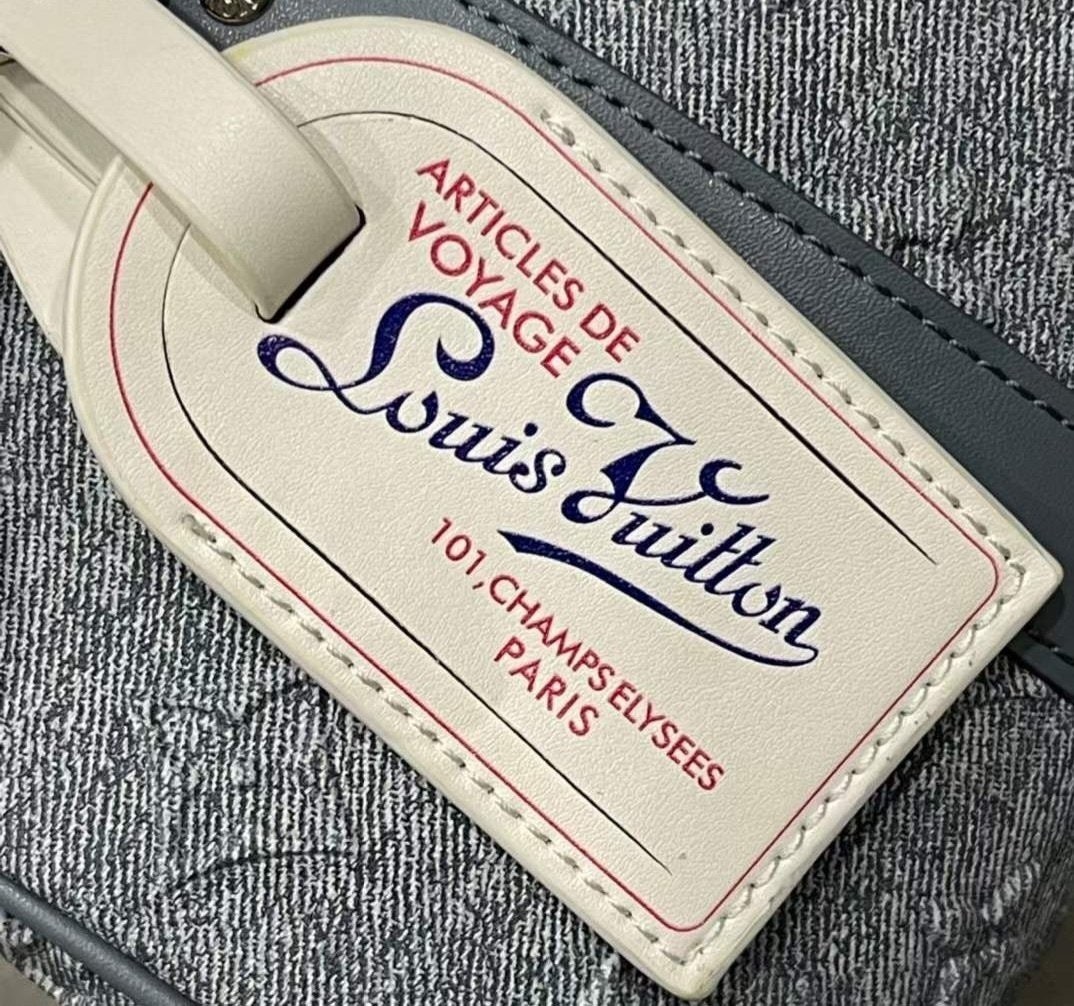 ARTICLES DE
VOYAGE
Louis Vuitton
101, CHAMPS ELYSEES
PARIS